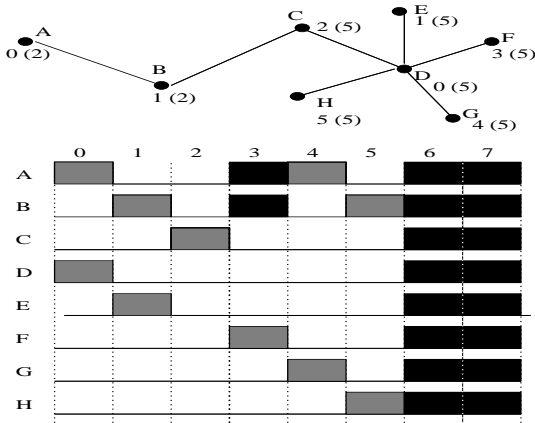 A
0 (2)
B
1 (2)
C
2 (5)
E
1 (5)
F
3 (5)
D
0 (5)
H
5 (5)
G
4 (5)
0 1 2 3 4 5 6 7
A
B
C
D
E
F
G
H